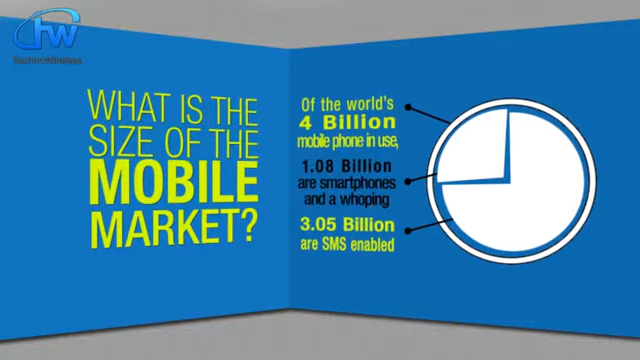 WHAT IS THE
SIZE OF THE
MOBILE
MARKET?
Of the world's
4 Billion
mobile phone in use,
1.08 Billion
are smartphones
and a whoping
3.05 Billion
are SMS enabled